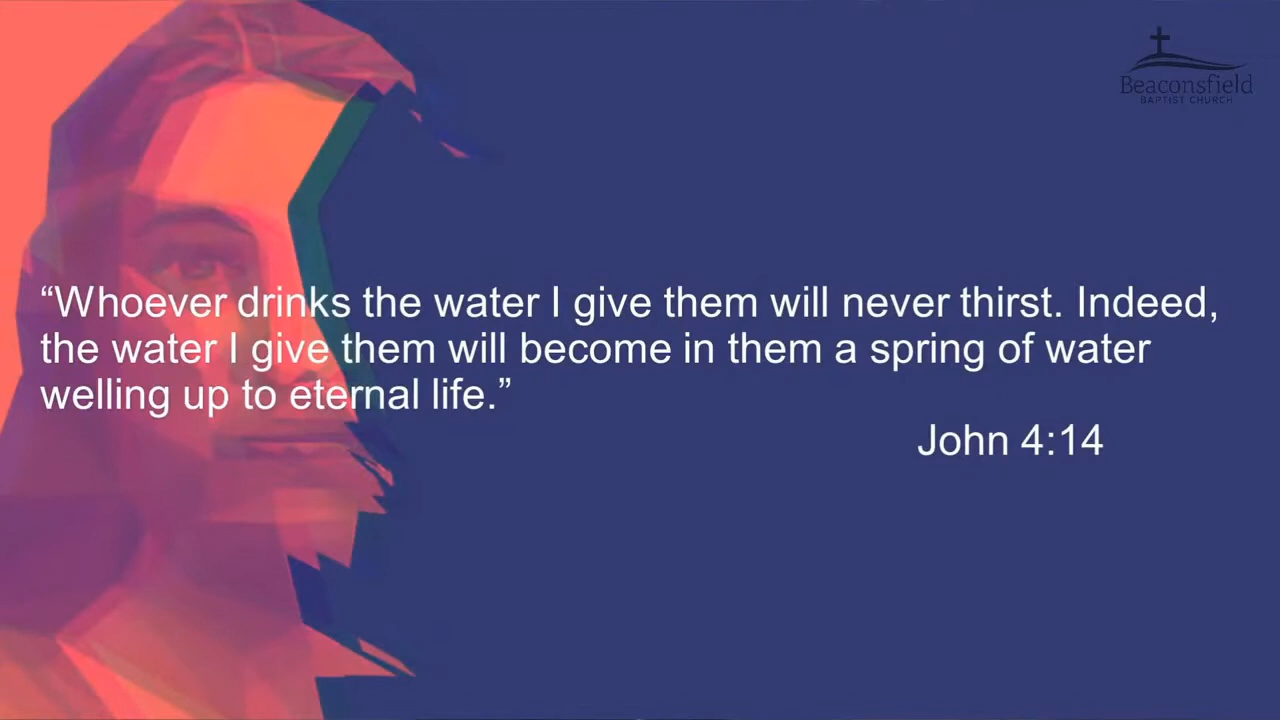 Beaconsfield
BAPTIST CHURCH
“Whoever drinks the water I give them will never thirst. Indeed,
the water I give them will become in them a spring of water
welling up to eternal life.”
John 4:14